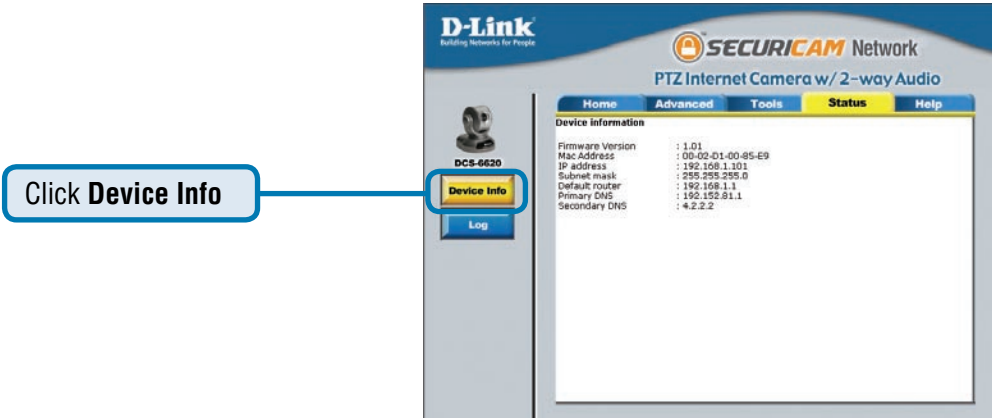 D-Link
Building Networks for People
SECURICAM Network
PTZ Internet Camera w/ 2-way Audio
Home Advanced Tools Status Help
DCS-6620
Device Info
Log
Click Device Info
Device information
Firmware Version : 1.01
Mac Address : 00-02-D1-00-85-E9
IP address : 192.168.1.101
Subnet mask : 255.255.255.0
Default router : 192.168.1.1
Primary DNS : 192.152.81.1
Secondary DNS : 4.2.2.2